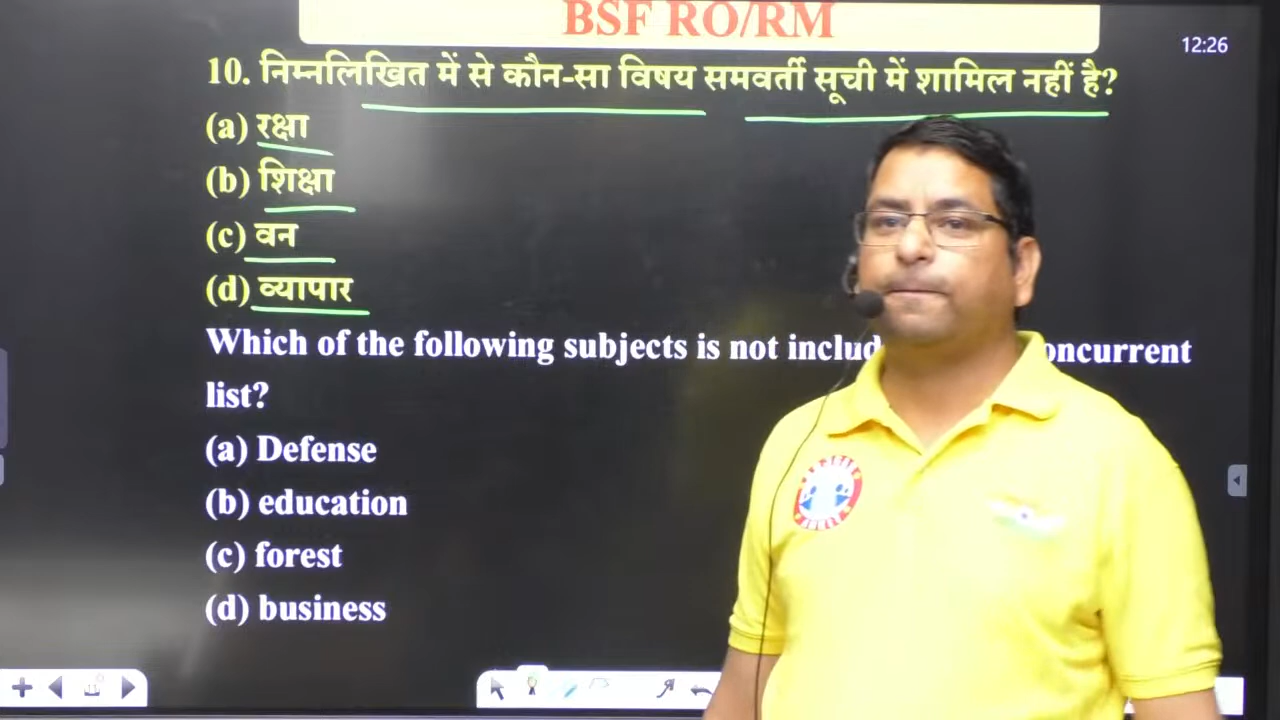 BSF RO/RM
12:26
10. निम्नलिखित में से कौन-सा विषय समवर्ती सूची में शामिल नहीं है?
(a) रक्षा
(b) शिक्षा
(c) वन
(d) व्यापार
Which of the following subjects is not includ oncurrent
list?
(a) Defense
(b) education
(c) forest
(d) business